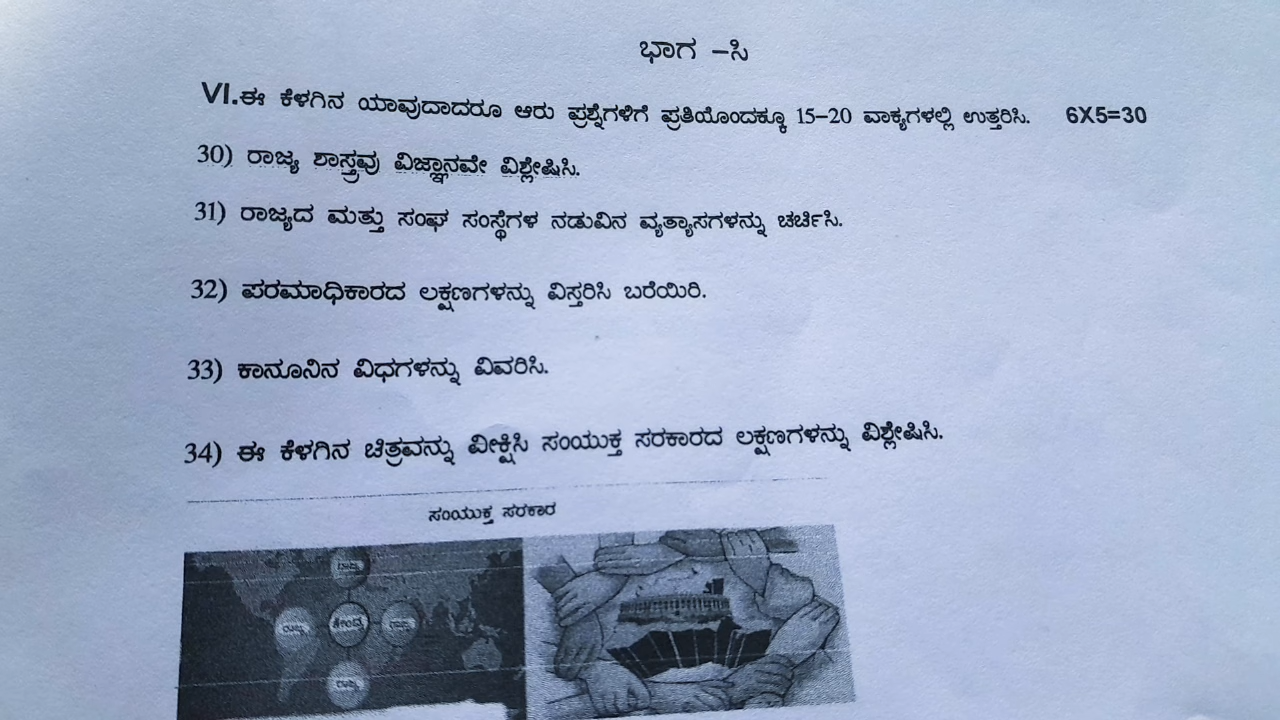 ಭಾಗ –ಸಿ
VI.ಈ ಕೆಳಗಿನ ಯಾವುದಾದರೂ ಆರು ಪ್ರಶ್ನೆಗಳಿಗೆ ಪ್ರತಿಯೊಂದಕ್ಕೂ 15–20 ವಾಕ್ಯಗಳಲ್ಲಿ ಉತ್ತರಿಸಿ. 6X5=30
30) ರಾಜ್ಯ ಶಾಸ್ತ್ರವು ವಿಜ್ಞಾನವೇ ವಿಶ್ಲೇಷಿಸಿ.
31) ರಾಜ್ಯದ ಮತ್ತು ಸಂಘ ಸಂಸ್ಥೆಗಳ ನಡುವಿನ ವ್ಯತ್ಯಾಸಗಳನ್ನು ಚರ್ಚಿಸಿ.
32) ಪರಮಾಧಿಕಾರದ ಲಕ್ಷಣಗಳನ್ನು ವಿಸ್ತರಿಸಿ ಬರೆಯಿರಿ.
33) ಕಾನೂನಿನ ವಿಧಗಳನ್ನು ವಿವರಿಸಿ.
34) ಈ ಕೆಳಗಿನ ಚಿತ್ರವನ್ನು ವೀಕ್ಷಿಸಿ ಸಂಯುಕ್ತ ಸರಕಾರದ ಲಕ್ಷಣಗಳನ್ನು ವಿಶ್ಲೇಷಿಸಿ.
ಸಂಯುಕ್ತ ಸರಕಾರ
ರಾಜ್ಯ
ರಾಜ್ಯ ಕೇಂದ್ರ ರಾಜ್ಯ
ರಾಜ್ಯ